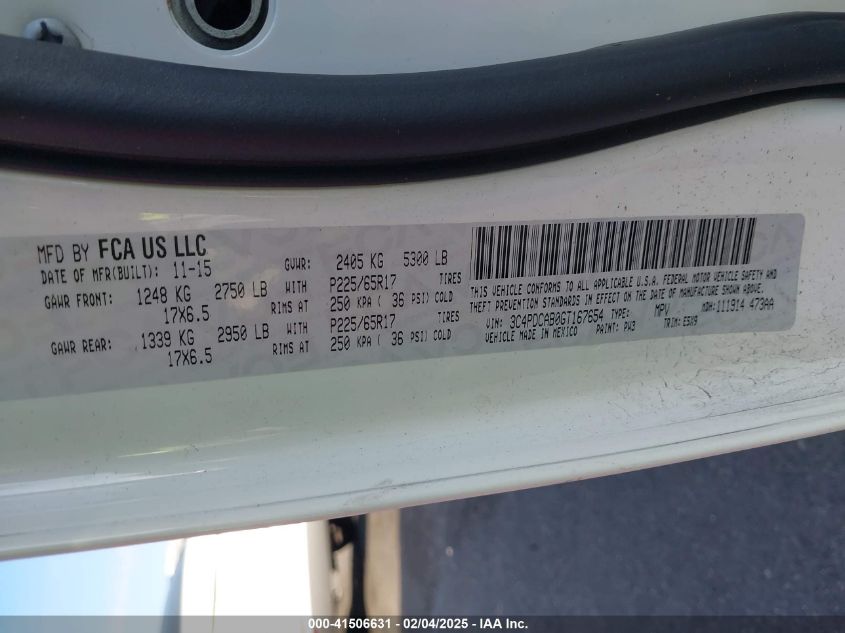 MFD BY FCA US LLC
DATE OF MFR(BUILT): 11-15 GVWR: 2405 KG 5300 LB
GAWR FRONT: 1248 KG 2750 LB WITH P225/65R17 TIRES
17X6.5 RIMS AT 250 KPA ( 36 PSI) COLD
GAWR REAR: 1339 KG 2950 LB WITH P225/65R17 TIRES
17X6.5 RIMS AT 250 KPA ( 36 PSI) COLD
THIS VEHICLE CONFORMS TO ALL APPLICABLE U.S.A. FEDERAL MOTOR VEHICLE SAFETY AND
THEFT PREVENTION STANDARDS IN EFFECT ON THE DATE OF MANUFACTURE SHOWN ABOVE.
VIN: 3C4PDCAB0GT167654 TYPE: MPV MDH: 111914 473AA
VEHICLE MADE IN MEXICO PAINT: PW3 TRIM: E5X9
000-41506631 - 02/04/2025 - IAA Inc.